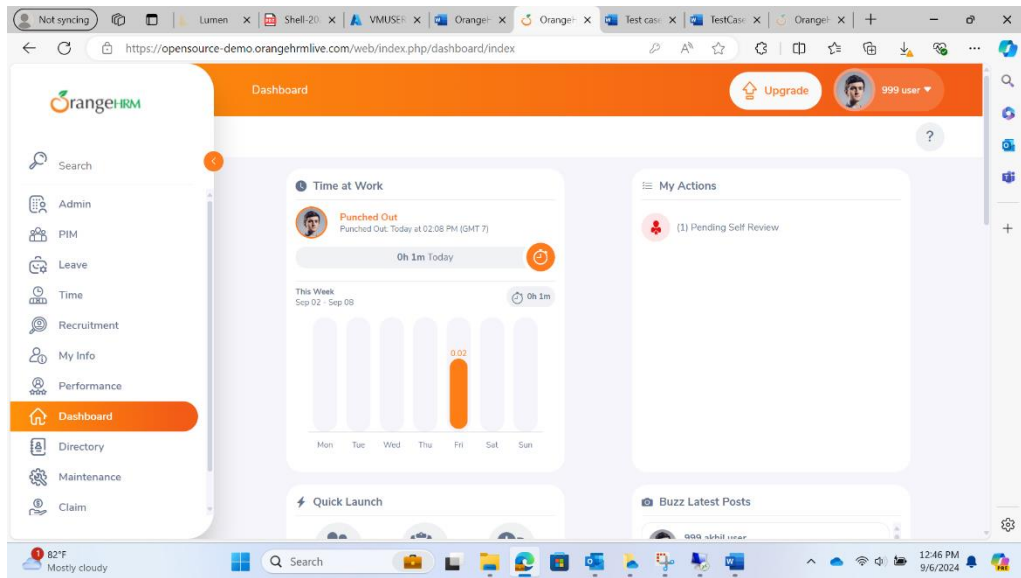 Not syncing
Lumen
Shell-20
VMUSER
OrangeH
OrangeH
Test case
TestCase
OrangeH
https://opensource-demo.orangehrmlive.com/web/index.php/dashboard/index
OrangeHRM
Dashboard
Upgrade
999 user
?
Search
Admin
PIM
Leave
Time
Recruitment
My Info
Performance
Dashboard
Directory
Maintenance
Claim
Time at Work
Punched Out
Punched Out: Today at 02:08 PM (GMT 7)
0h 1m Today
This Week
Sep 02 - Sep 08
0h 1m
0.02
Mon Tue Wed Thu Fri Sat Sun
My Actions
(1) Pending Self Review
Quick Launch
Buzz Latest Posts
999 akhil user
1
82°F
Mostly cloudy
Search
12:46 PM
9/6/2024